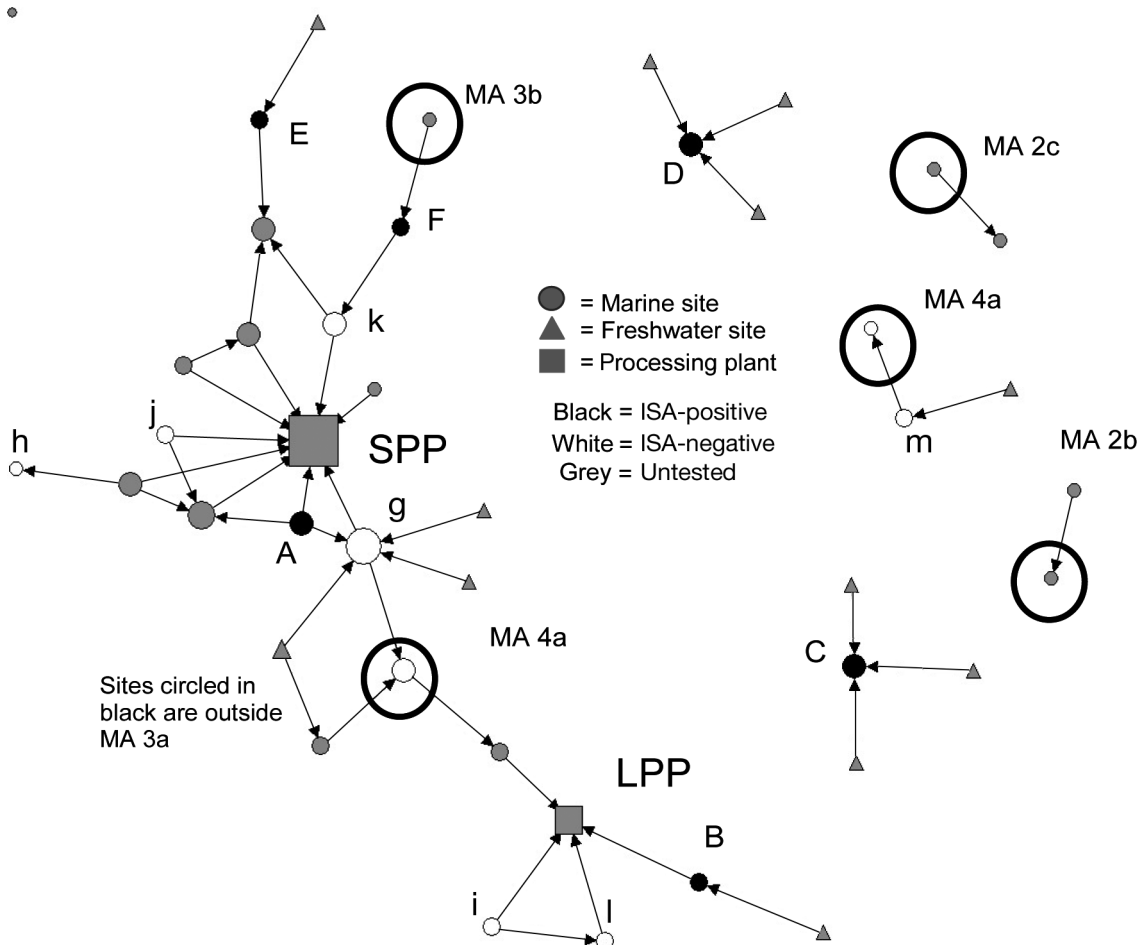 MA 3b
E
MA 2c
D
F
MA 4a
= Marine site
k
= Freshwater site
= Processing plant
j
Black = ISA-positive
h
White = ISA-negative
m
MA 2b
SPP
Grey = Untested
g
A
MA 4a
C
Sites circled in
black are outside
MA 3a
LPP
B
i
l